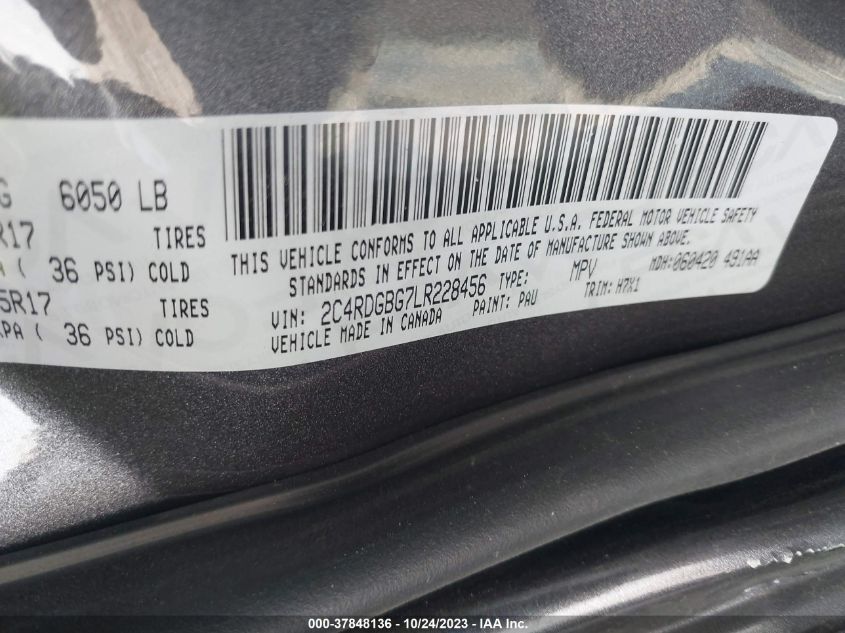 G 6050 LB
R17 TIRES
A ( 36 PSI) COLD
5R17 TIRES
KPA ( 36 PSI) COLD
THIS VEHICLE CONFORMS TO ALL APPLICABLE U.S.A. FEDERAL MOTOR VEHICLE SAFETY
STANDARDS IN EFFECT ON THE DATE OF MANUFACTURE SHOWN ABOVE.
VIN: 2C4RDGBG7LR228456 TYPE: MPV MDH:060420 491AA
VEHICLE MADE IN CANADA PAINT: PAU TRIM: H7X1
000-37848136 - 10/24/2023 - IAA Inc.